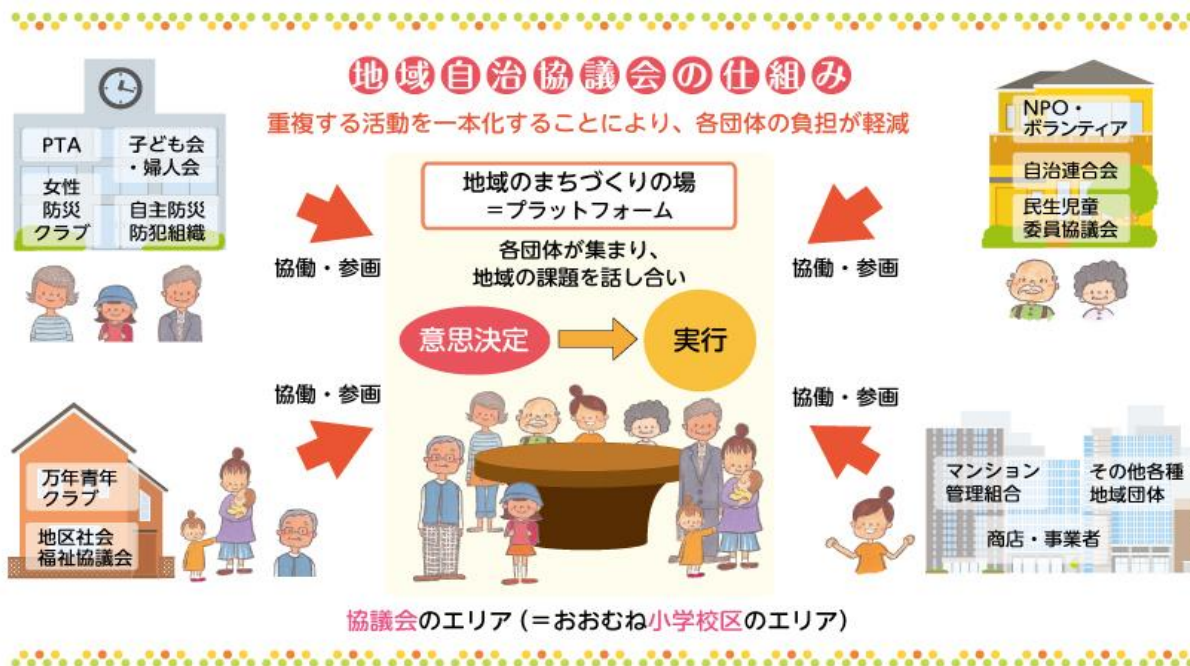 地域自治協議会の仕組み
重複する活動を一本化することにより、各団体の負担が軽減
PTA
子ども会
・婦人会
女性
防災
クラブ
自主防災
防犯組織
協働・参画
地域のまちづくりの場
＝プラットフォーム
各団体が集まり、
地域の課題を話し合い
意思決定
実行
NPO・
ボランティア
自治連合会
民生児童
委員協議会
協働・参画
万年青年
クラブ
地区社会
福祉協議会
協働・参画
協働・参画
マンション
管理組合
その他各種
地域団体
商店・事業者
協議会のエリア（＝おおむね小学校区のエリア）